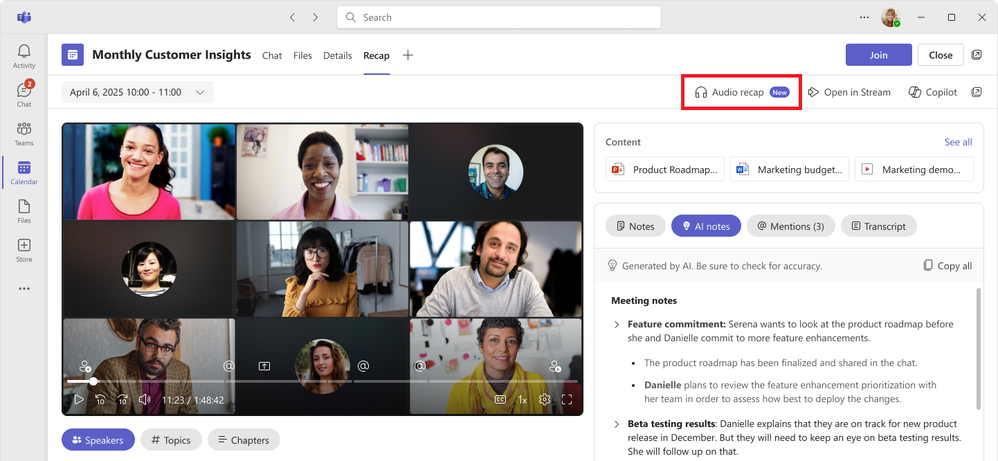 Search
Activity
2
Chat
Teams
Calendar
Files
Store
Monthly Customer Insights
Chat
Files
Details
Recap
Join
Close
April 6, 2025 10:00 - 11:00
Audio recap New
Open in Stream
Copilot
11:23 / 1:48:42
10
10
CC
1x
Speakers
# Topics
Chapters
Content
See all
Product Roadmap...
Marketing budget...
Marketing demo...
Notes
AI notes
@ Mentions (3)
Transcript
Generated by AI. Be sure to check for accuracy.
Copy all
Meeting notes
Feature commitment: Serena wants to look at the product roadmap before
she and Danielle commit to more feature enhancements.
• The product roadmap has been finalized and shared in the chat.
• Danielle plans to review the feature enhancement prioritization with
her team in order to assess how best to deploy the changes.
Beta testing results: Danielle explains that they are on track for new product
release in December. But they will need to keep an eye on beta testing results.
She will follow up on that.